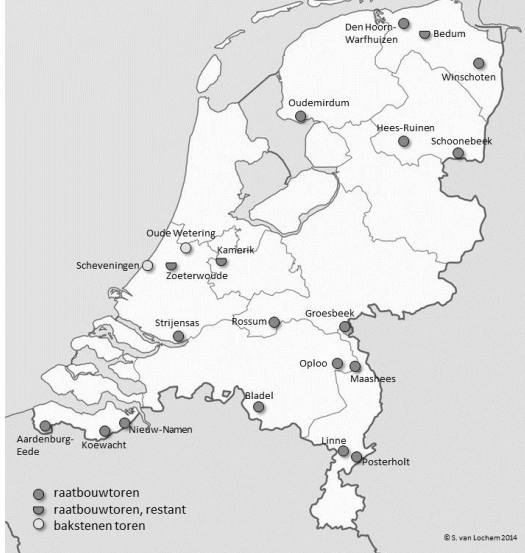 Den Hoorn-
Warfhuizen
Bedum
Winschoten
Oudemirdum
Hees-Ruinen
Schoonebeek
Oude Wetering
Kamerik
Scheveningen
Zoeterwoude
Strijensas
Rossum
Groesbeek
Oploo
Maashees
Bladel
Aardenburg-
Eede
Koewacht
Nieuw-Namen
Linne
Posterholt
raatbouwtoren
raatbouwtoren, restant
bakstenen toren
© S. van Lochem 2014